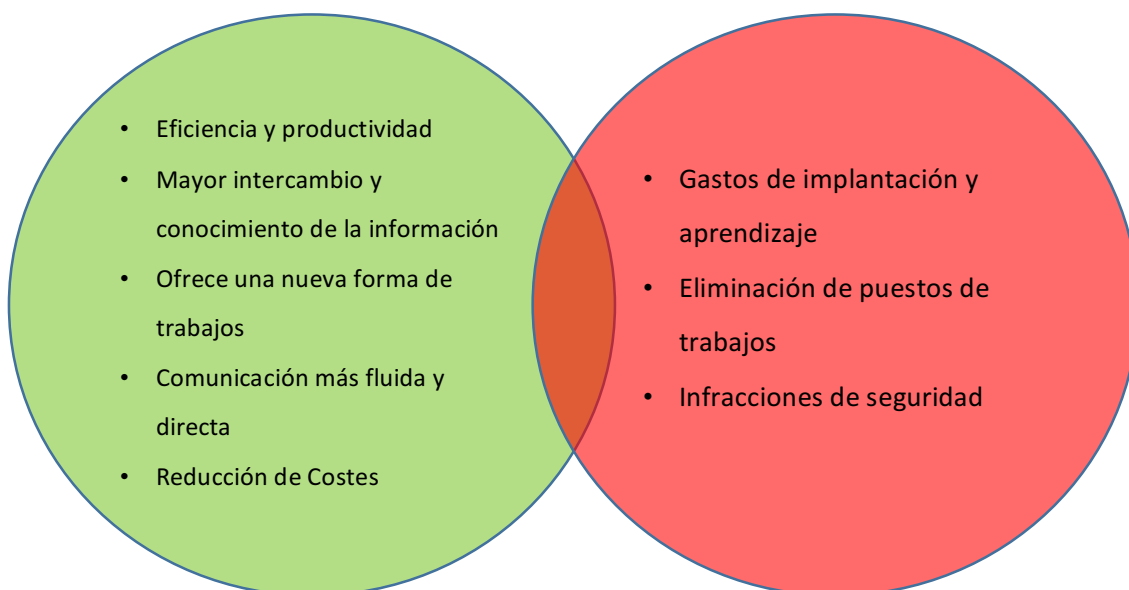 • Eficiencia y productividad
• Mayor intercambio y
conocimiento de la información
• Ofrece una nueva forma de
trabajos
• Comunicación más fluida y
directa
• Reducción de Costes
• Gastos de implantación y
aprendizaje
• Eliminación de puestos de
trabajos
• Infracciones de seguridad